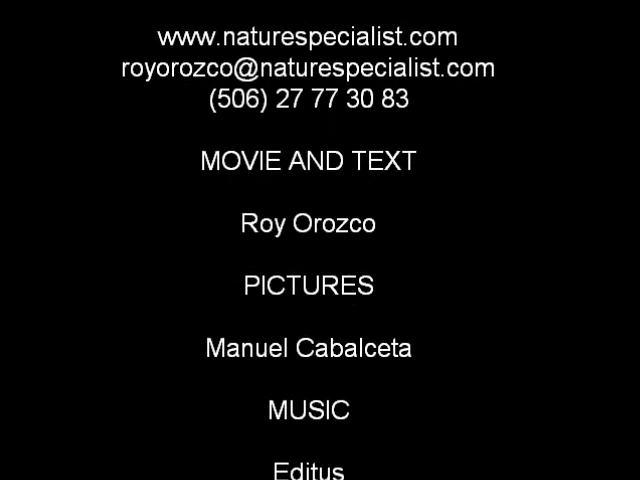 www.naturespecialist.com
royorozco@naturespecialist.com
(506) 27 77 30 83
MOVIE AND TEXT
Roy Orozco
PICTURES
Manuel Cabalceta
MUSIC
Editus